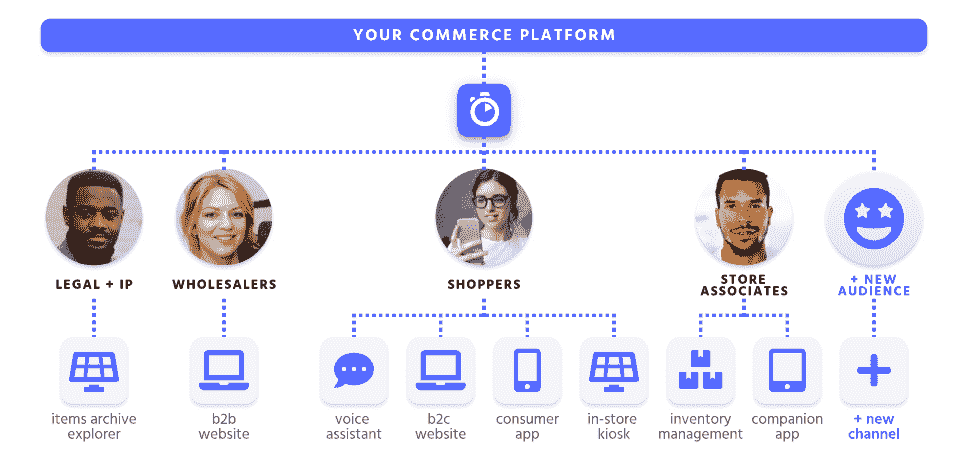 YOUR COMMERCE PLATFORM
LEGAL + IP
WHOLESALERS
SHOPPERS
STORE
ASSOCIATES
+ NEW
AUDIENCE
items archive
explorer
b2b
website
voice
assistant
b2c
website
consumer
app
in-store
kiosk
inventory
management
companion
app
+ new
channel